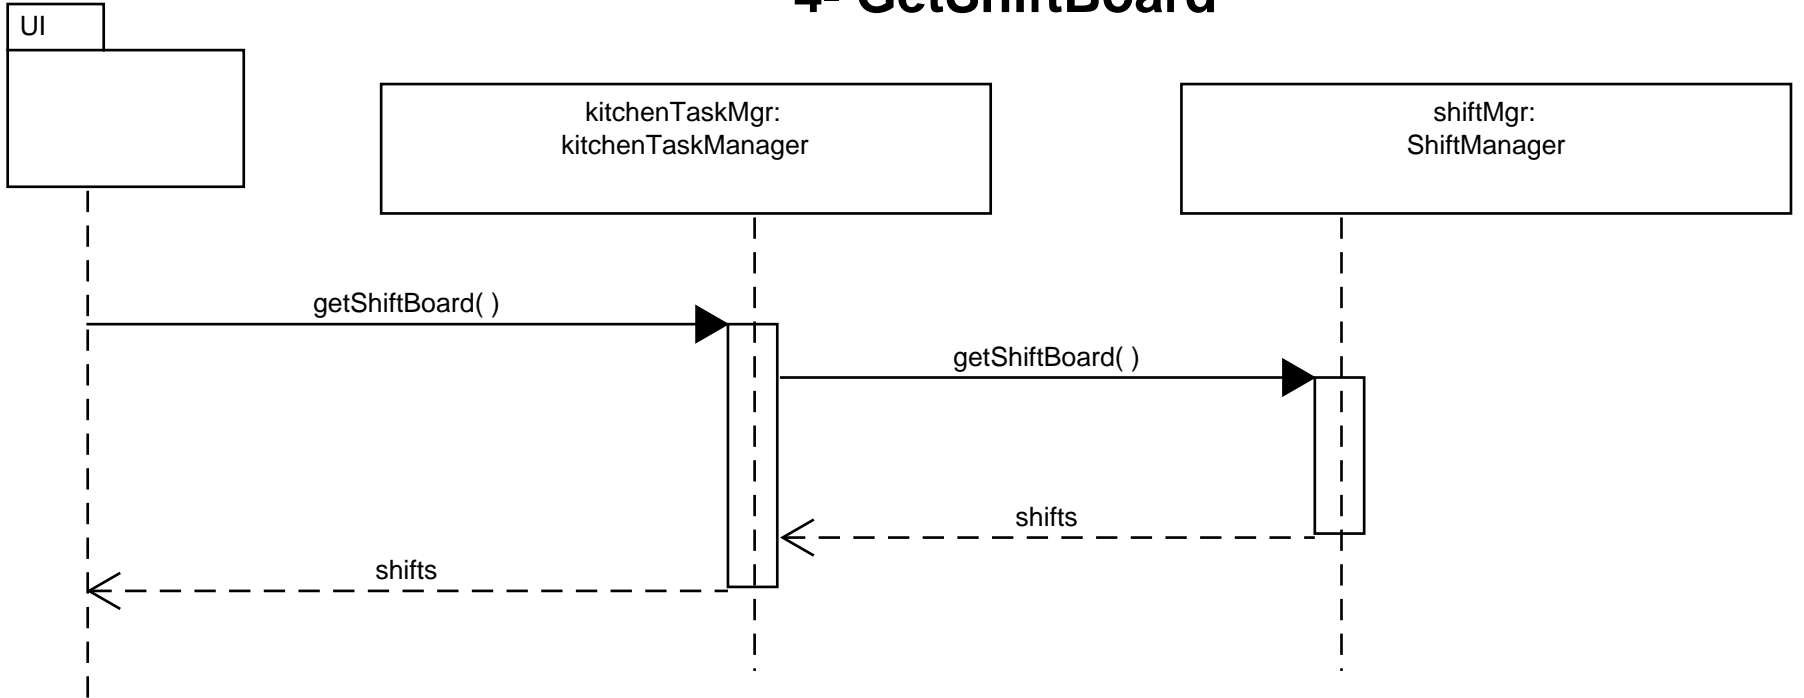 4- GetShiftBoard
UI
kitchenTaskMgr:
kitchenTaskManager
shiftMgr:
ShiftManager
getShiftBoard( )
getShiftBoard( )
shifts
shifts